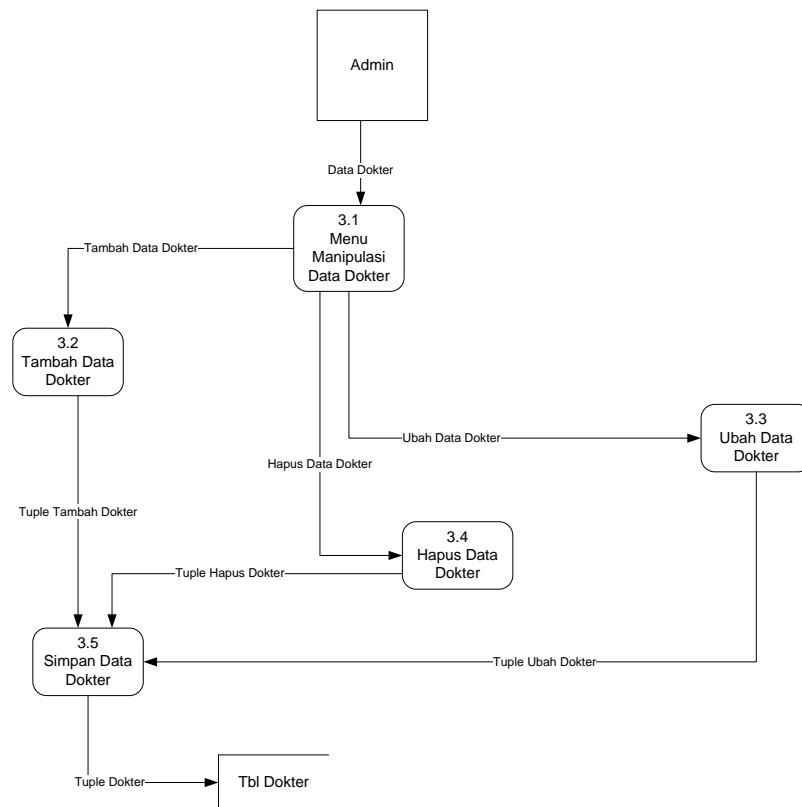 Admin
Data Dokter
3.1
Menu
Manipulasi
Data Dokter
Tambah Data Dokter
3.2
Tambah Data
Dokter
3.3
Ubah Data
Dokter
Ubah Data Dokter
Hapus Data Dokter
Tuple Tambah Dokter
3.4
Hapus Data
Dokter
Tuple Hapus Dokter
3.5
Simpan Data
Dokter
Tuple Ubah Dokter
Tuple Dokter
Tbl Dokter